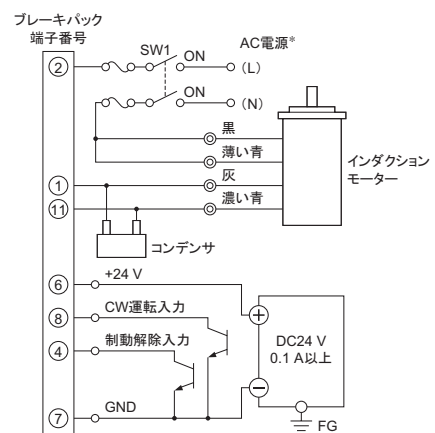 ブレーキパック
端子番号
SW1
AC電源*
② ON (L)
ON (N)
黒
薄い青
① 灰
⑪ 濃い青
インダクション
モーター
コンデンサ
⑥ +24 V
⑧ CW運転入力
④ 制動解除入力
⑦ GND
+
DC24 V
0.1 A以上
−
FG